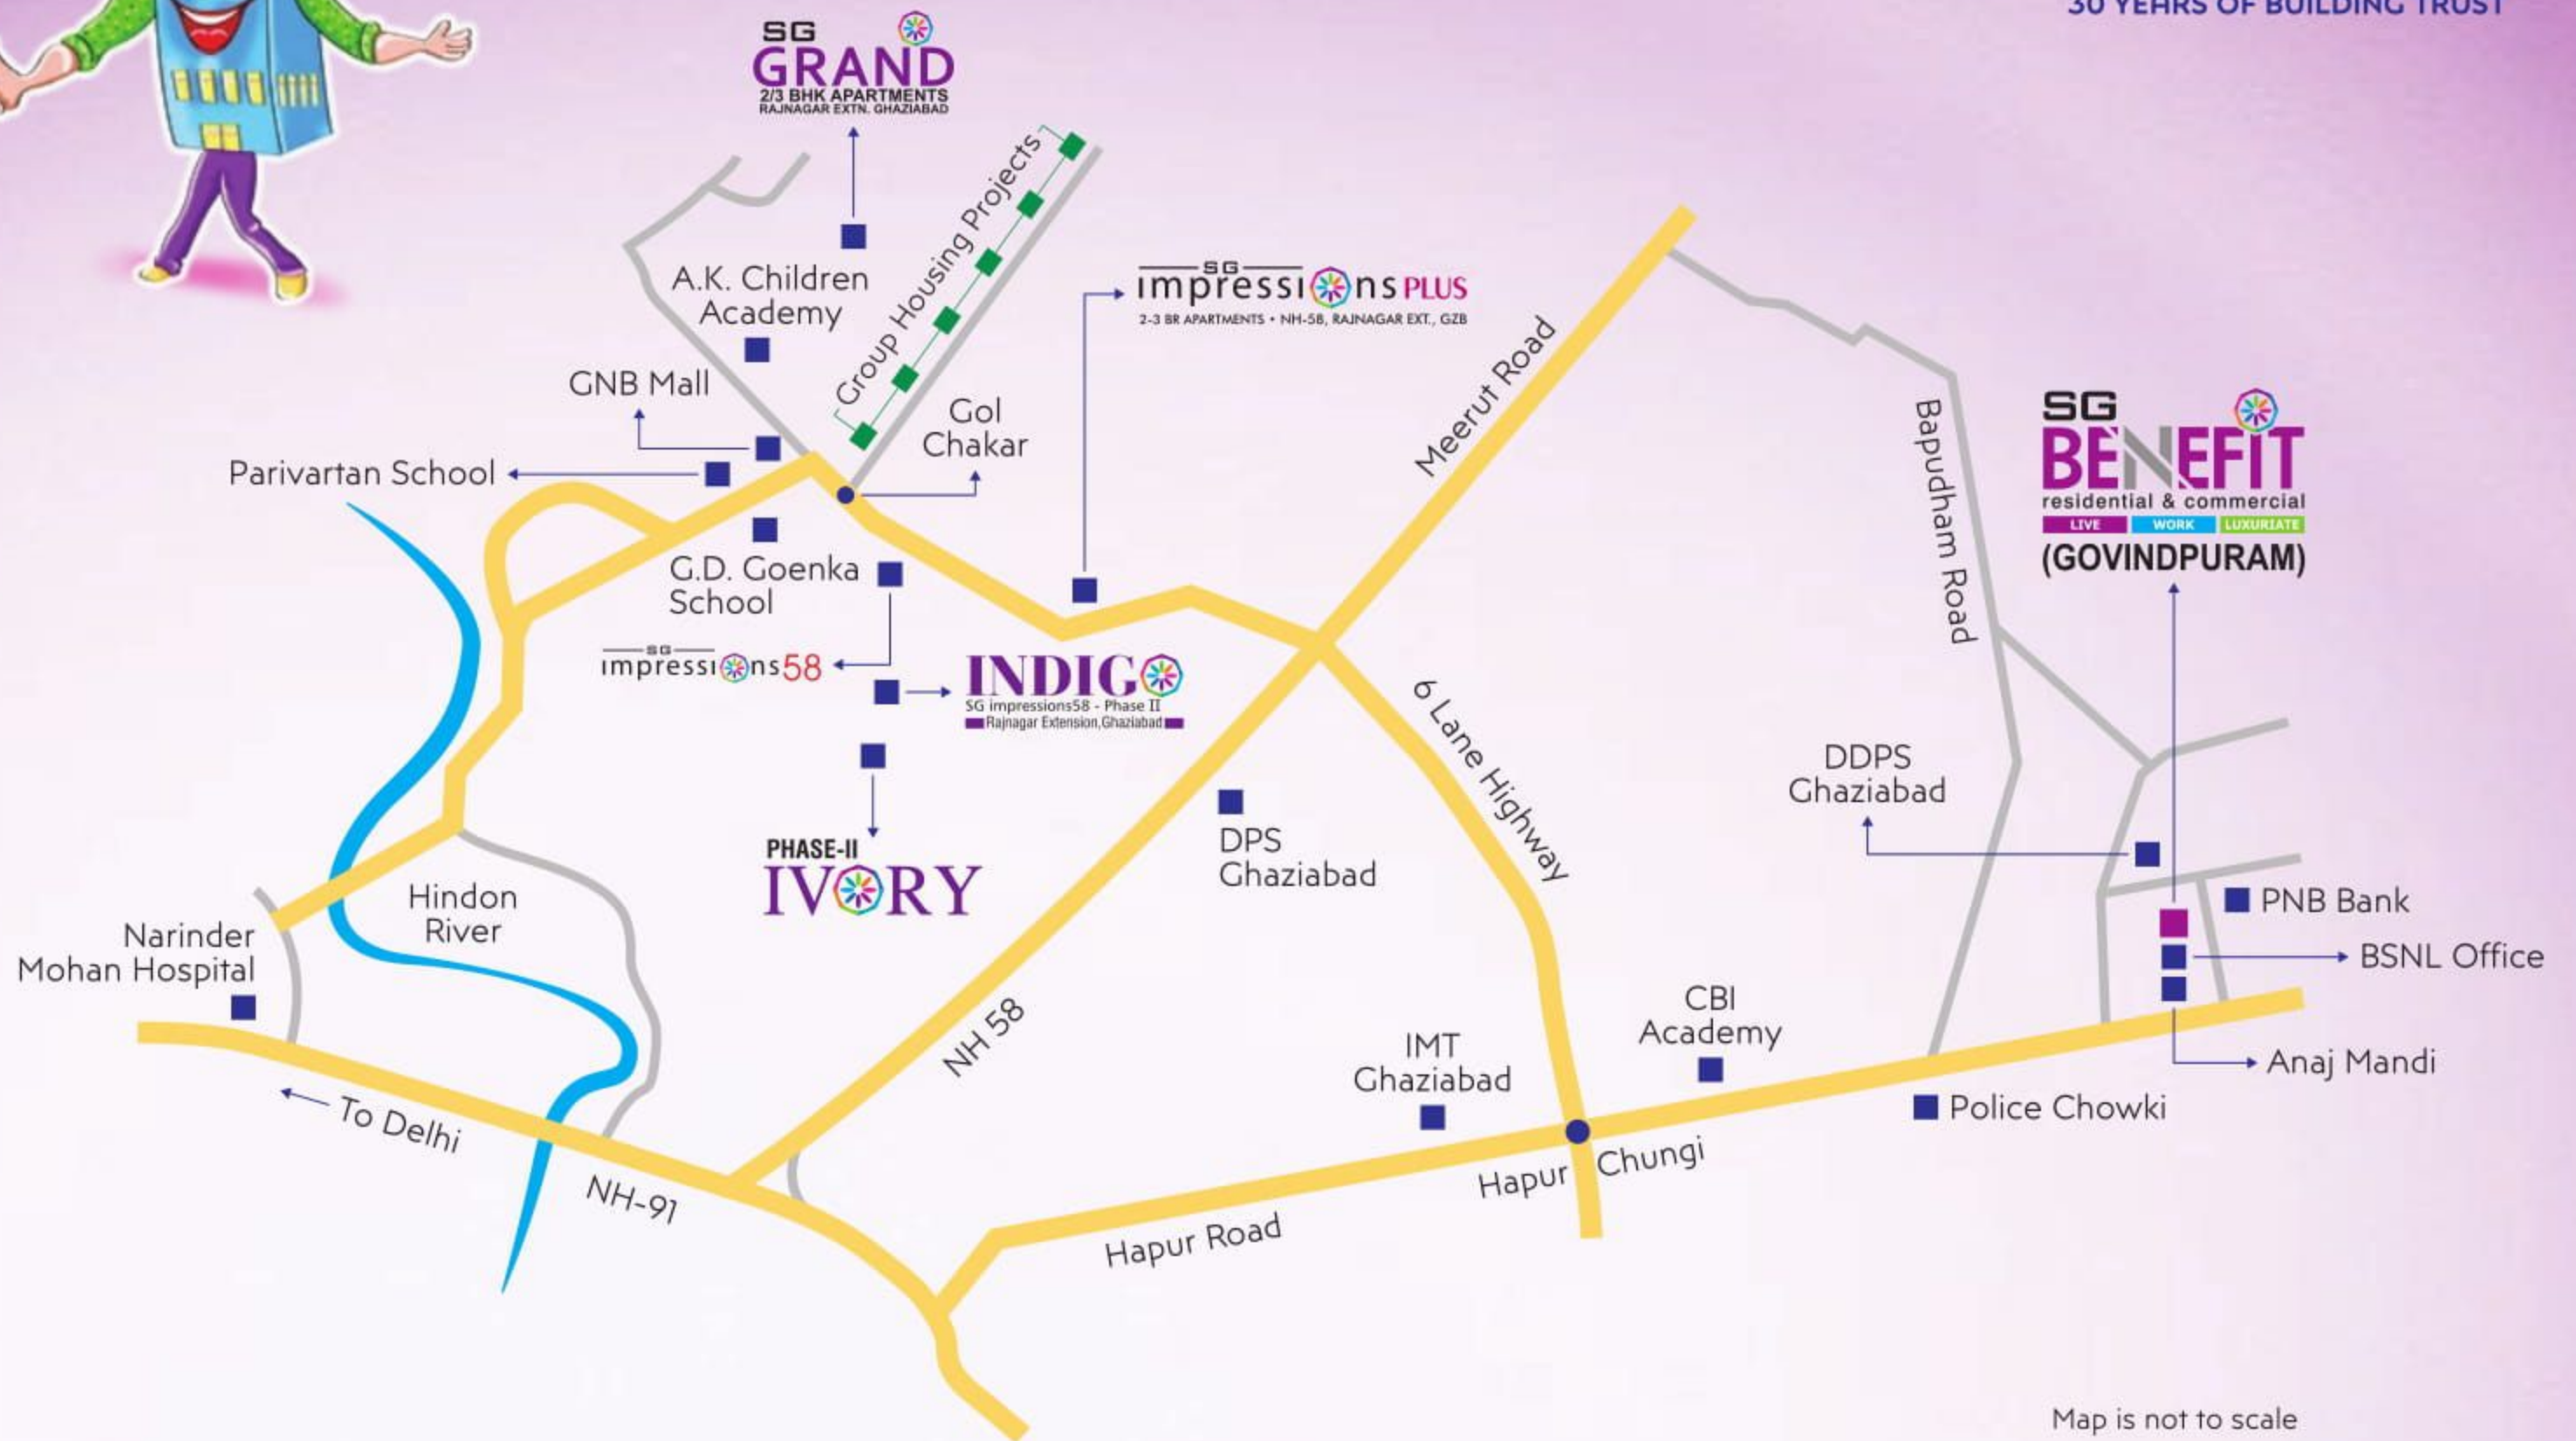 30 YEARS OF BUILDING TRUST
SG
GRAND
2/3 BHK APARTMENTS
RAJNAGAR EXTN. GHAZIABAD
Group Housing Projects
A.K. Children
Academy
SG
impressions PLUS
2-3 BR APARTMENTS • NH-58, RAJNAGAR EXT., GZB
GNB Mall
Gol
Chakar
Parivartan School
Meerut Road
Bapudham Road
SG
BENEFIT
residential & commercial
LIVE WORK LUXURIATE
(GOVINDPURAM)
G.D. Goenka
School
SG
impressions58
INDIGO
SG impressions58 - Phase II
Rajnagar Extension,Ghaziabad
6 Lane Highway
PHASE-II
IVORY
DPS
Ghaziabad
DDPS
Ghaziabad
Hindon
River
Narinder
Mohan Hospital
PNB Bank
BSNL Office
NH 58
CBI
Academy
IMT
Ghaziabad
Anaj Mandi
Police Chowki
To Delhi
NH-91
Hapur Chungi
Hapur Road
Map is not to scale